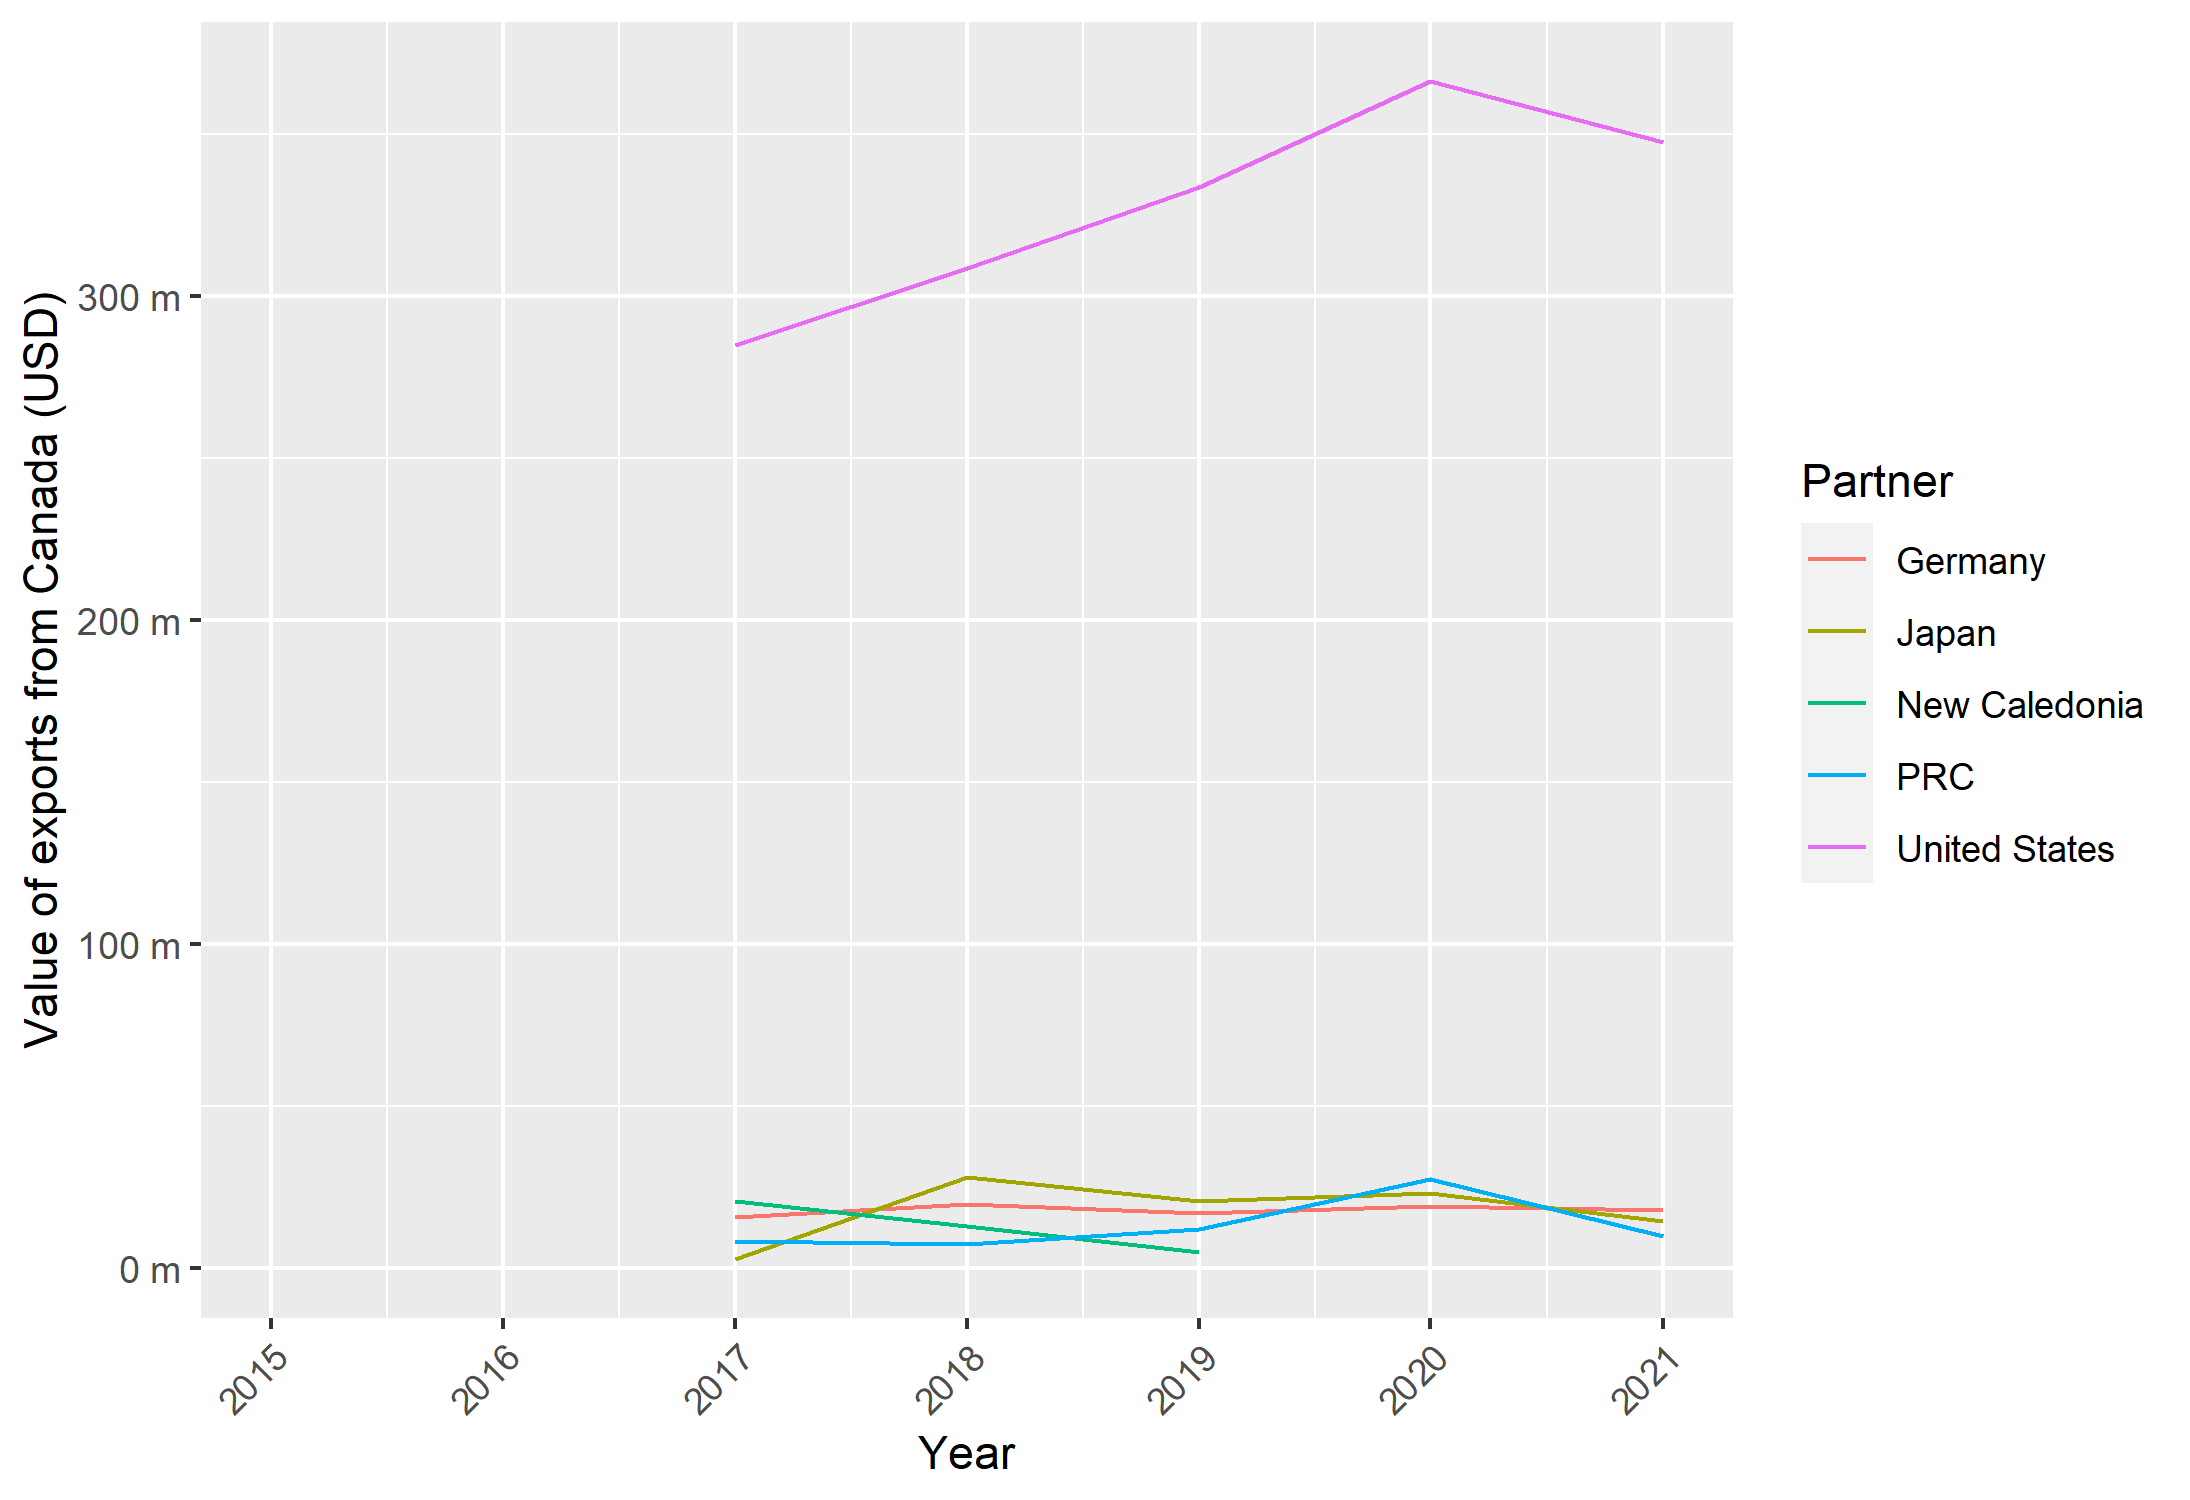 Value of exports from Canada (USD)
300 m
200 m
100 m
0 m
2015
2016
2017
2018
2019
2020
2021
Year
Partner
Germany
Japan
New Caledonia
PRC
United States